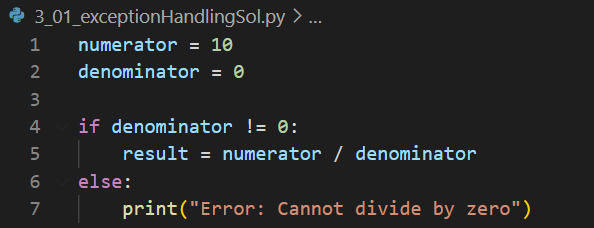 3_01_exceptionHandlingSol.py > ...
1 numerator = 10
2 denominator = 0
3
4 if denominator != 0:
5     result = numerator / denominator
6 else:
7     print("Error: Cannot divide by zero")